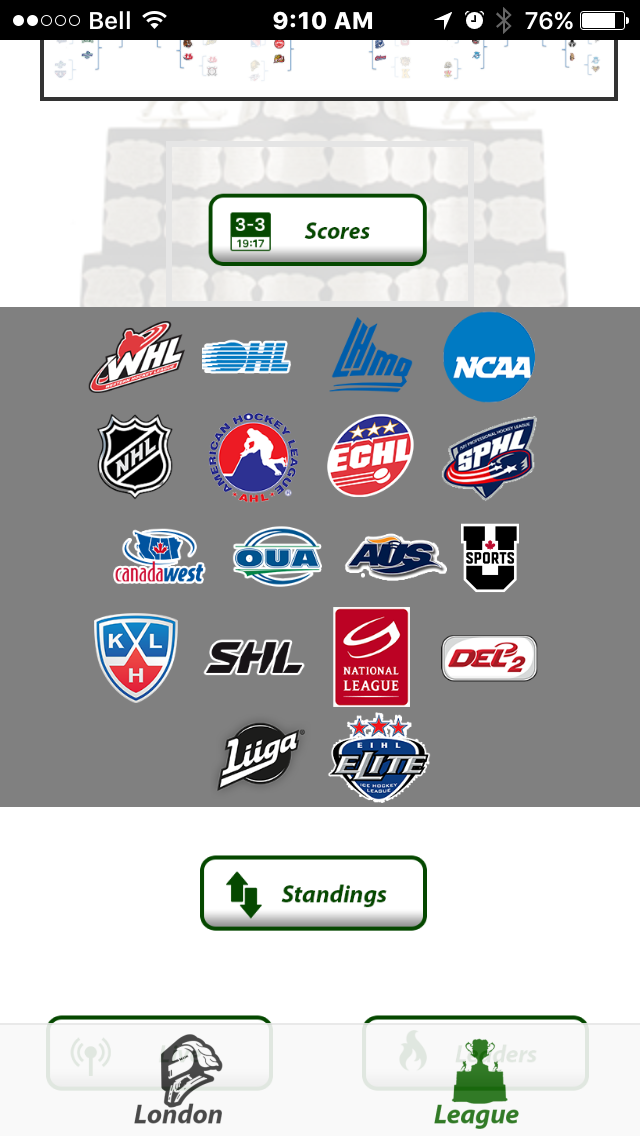 Bell 9:10 AM 76%
3-3
19:17
Scores
WHL
OHL
LHJMQ
NCAA
NHL
AMERICAN HOCKEY LEAGUE
AHL
ECHL
SPHL
canadawest
OUA
AUS
U
SPORTS
KLH
SHL
NATIONAL
LEAGUE
DEL2
Liiga
EIHL
ELITE
ICE HOCKEY
LEAGUE
Standings
Leaders
London
League